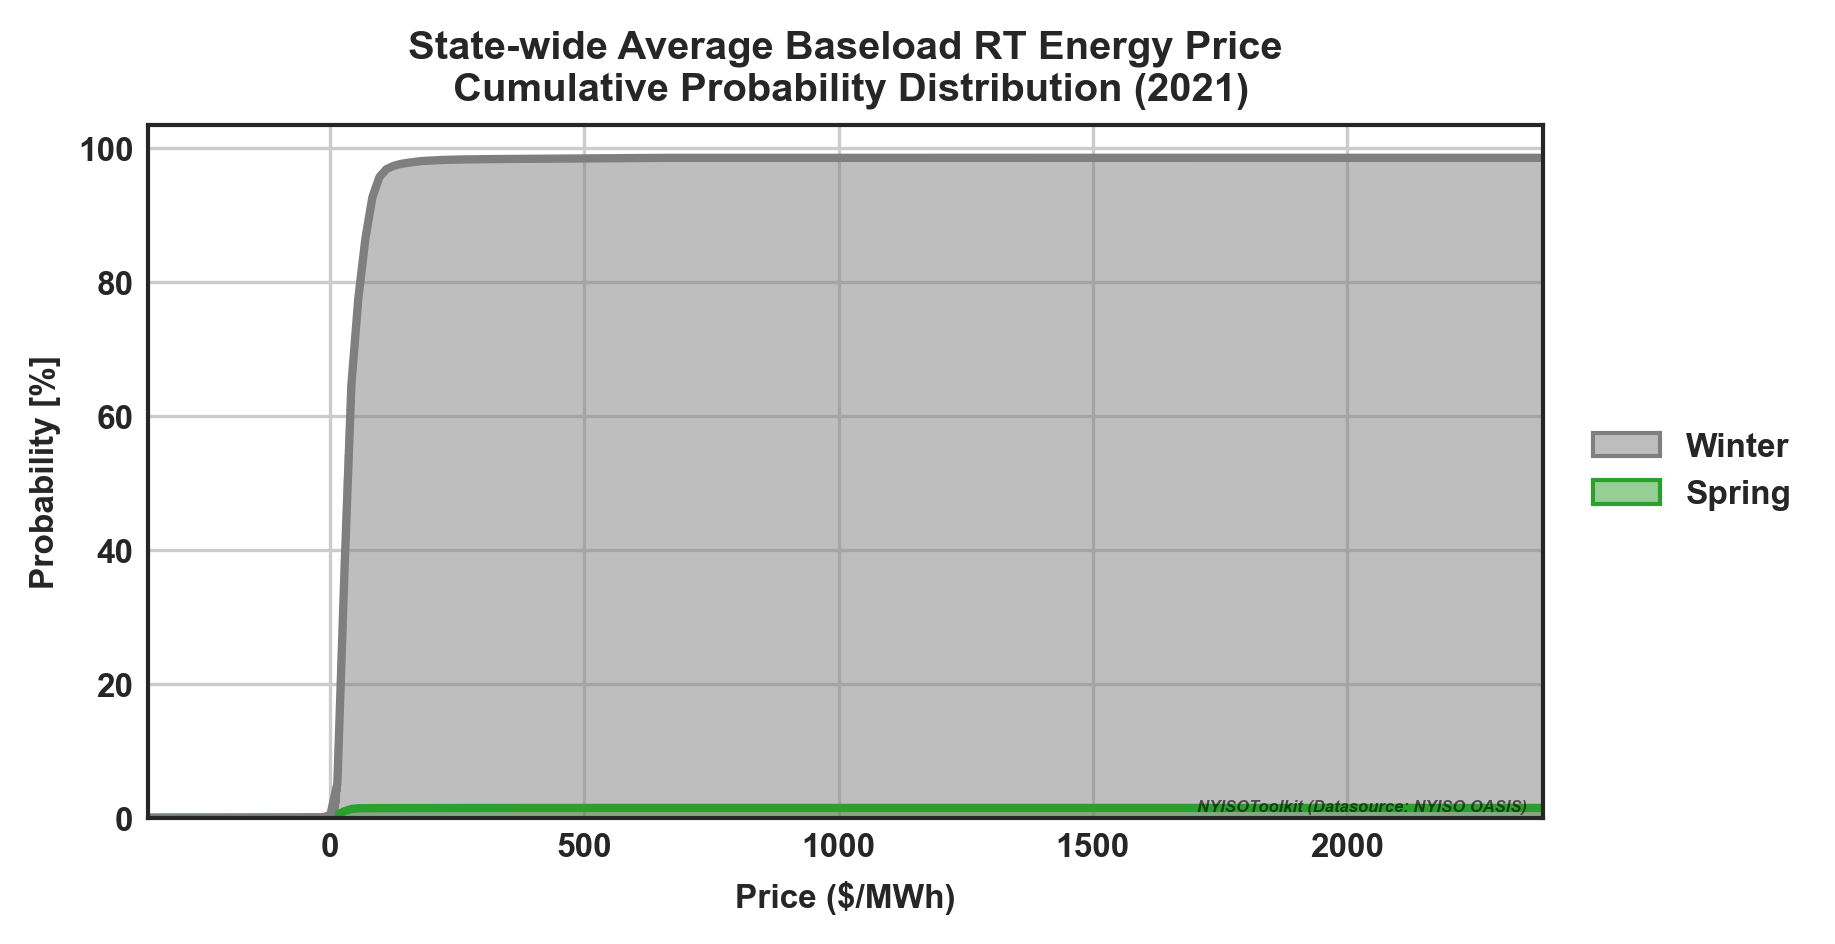 State-wide Average Baseload RT Energy Price
Cumulative Probability Distribution (2021)
100
80
60
40
20
0
Probability [%]
0 500 1000 1500 2000
Price ($/MWh)
NYISOToolkit (Datasource: NYISO OASIS)
Winter
Spring